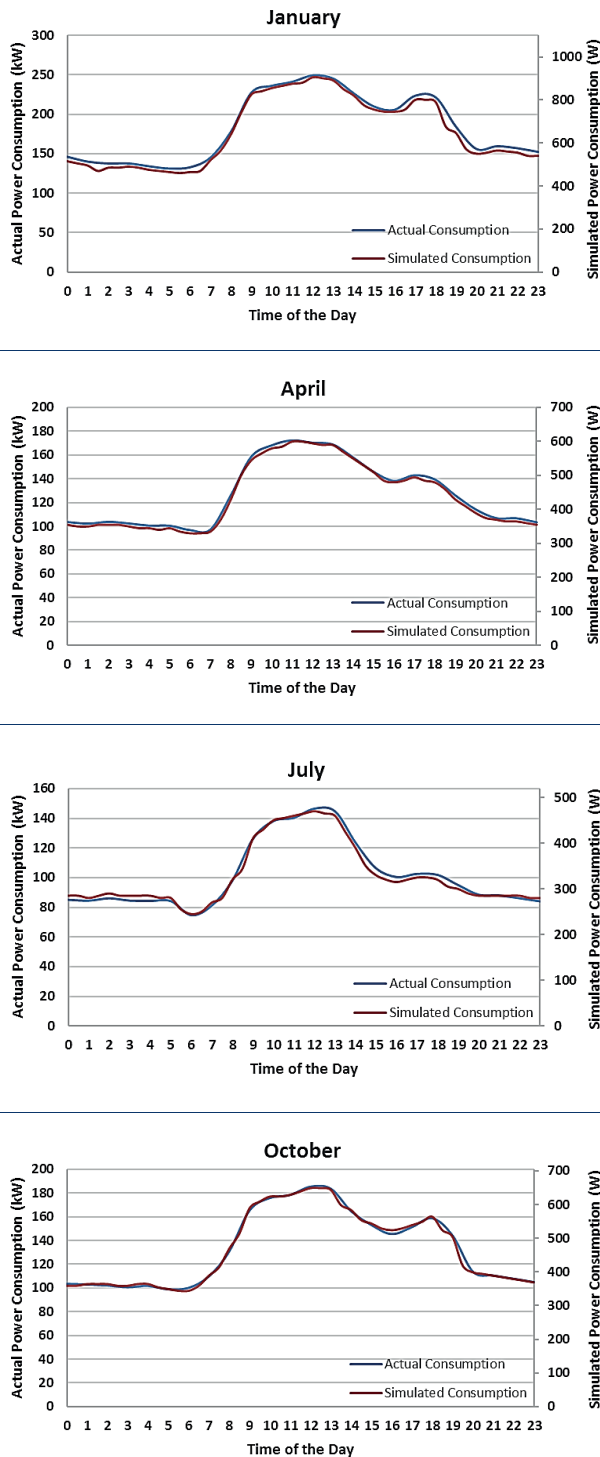 January
Actual Power Consumption (kW)
300
250
200
150
100
50
0
Simulated Power Consumption (W)
1000
800
600
400
200
0
Actual Consumption
Simulated Consumption
0 1 2 3 4 5 6 7 8 9 10 11 12 13 14 15 16 17 18 19 20 21 22 23
Time of the Day
April
Actual Power Consumption (kW)
200
180
160
140
120
100
80
60
40
20
0
Simulated Power Consumption (W)
700
600
500
400
300
200
100
0
Actual Consumption
Simulated Consumption
0 1 2 3 4 5 6 7 8 9 10 11 12 13 14 15 16 17 18 19 20 21 22 23
Time of the Day
July
Actual Power Consumption (kW)
160
140
120
100
80
60
40
20
0
Simulated Power Consumption (W)
500
400
300
200
100
0
Actual Consumption
Simulated Consumption
0 1 2 3 4 5 6 7 8 9 10 11 12 13 14 15 16 17 18 19 20 21 22 23
Time of the Day
October
Actual Power Consumption (kW)
200
180
160
140
120
100
80
60
40
20
0
Simulated Power Consumption (W)
700
600
500
400
300
200
100
0
Actual Consumption
Simulated Consumption
0 1 2 3 4 5 6 7 8 9 10 11 12 13 14 15 16 17 18 19 20 21 22 23
Time of the Day